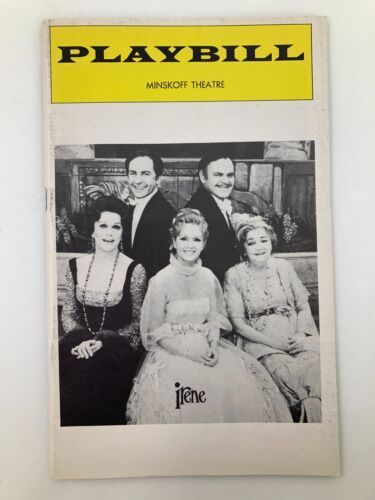 PLAYBILL
MINSKOFF THEATRE
irene